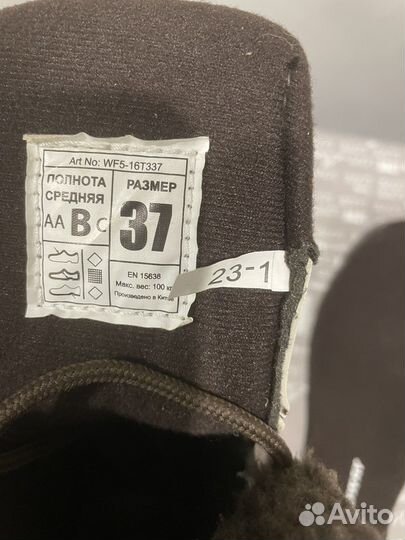 Art No: WF5-16T337
ПОЛНОТА
СРЕДНЯЯ
AA B C
РАЗМЕР
37
EN 15636
Макс. вес: 100 кг
Произведено в Кита
23-1
Avito